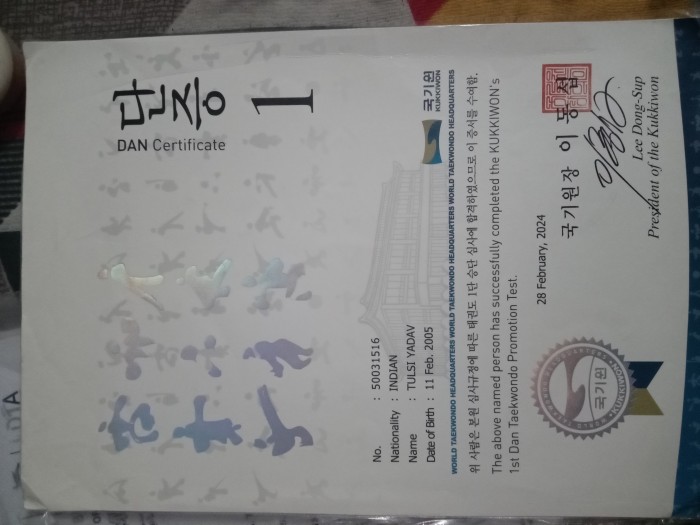 단증
DAN Certificate
1
No. : 50031516
Nationality : INDIAN
Name : TULSI YADAV
Date of Birth : 11 Feb. 2005
국기원
KUKKIWON
WORLD TAEKWONDO HEADQUARTERS WORLD TAEKWONDO HEADQUARTERS WORLD TAEKWONDO HEADQUARTERS WORLD TAEKWONDO HEADQUARTERS
위 사람은 본원 심사규정에 따른 태권도 1단 승단 심사에 합격하였으므로 이 증서를 수여함.
The above named person has successfully completed the KUKKIWON's
1st Dan Taekwondo Promotion Test.
28 February, 2024
국기원장 이 동 섭
Lee Dong-Sup
President of the Kukkiwon
국기원
KUKKIWON